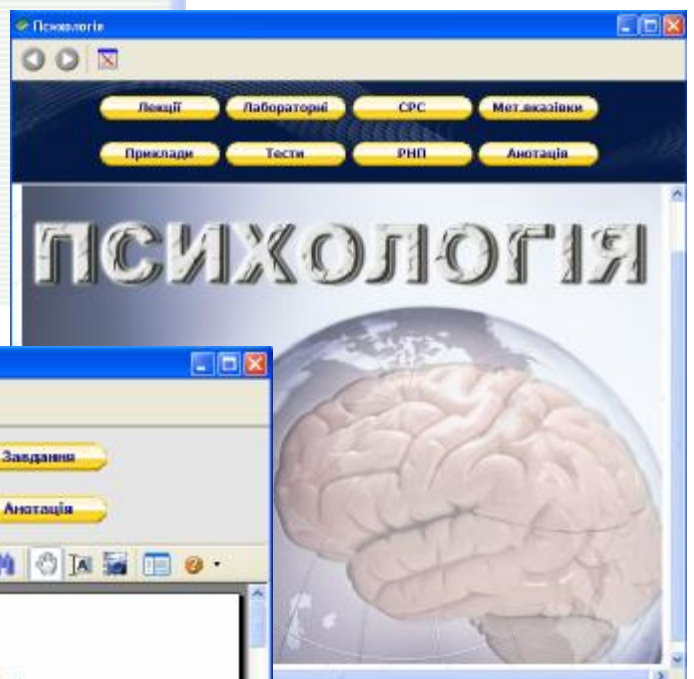 Психологія
Лекції Лабораторні СРС Мет.вказівки
Приклади Тести РНП Анотація
ПСИХОЛОГІЯ
Завдання
Анотація